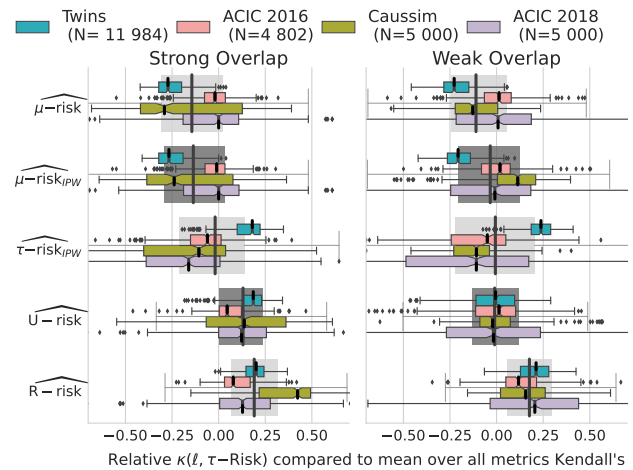 Twins (N= 11 984)
ACIC 2016 (N=4 802)
Caussim (N=5 000)
ACIC 2018 (N=5 000)
Strong Overlap
Weak Overlap
μ-risk
μ-risk_IPW
τ-risk_IPW
U-risk
R-risk
−0.50 −0.25 0.00 0.25 0.50
−0.50 −0.25 0.00 0.25 0.50
Relative κ(ℓ, τ−Risk) compared to mean over all metrics Kendall's